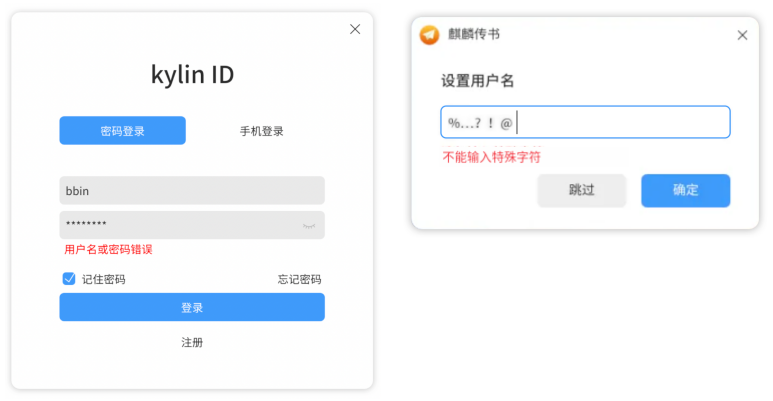 kylin ID
密码登录
手机登录
bbin
********
用户名或密码错误
记住密码
忘记密码
登录
注册
麒麟传书
设置用户名
%...? ! @
不能输入特殊字符
跳过
确定